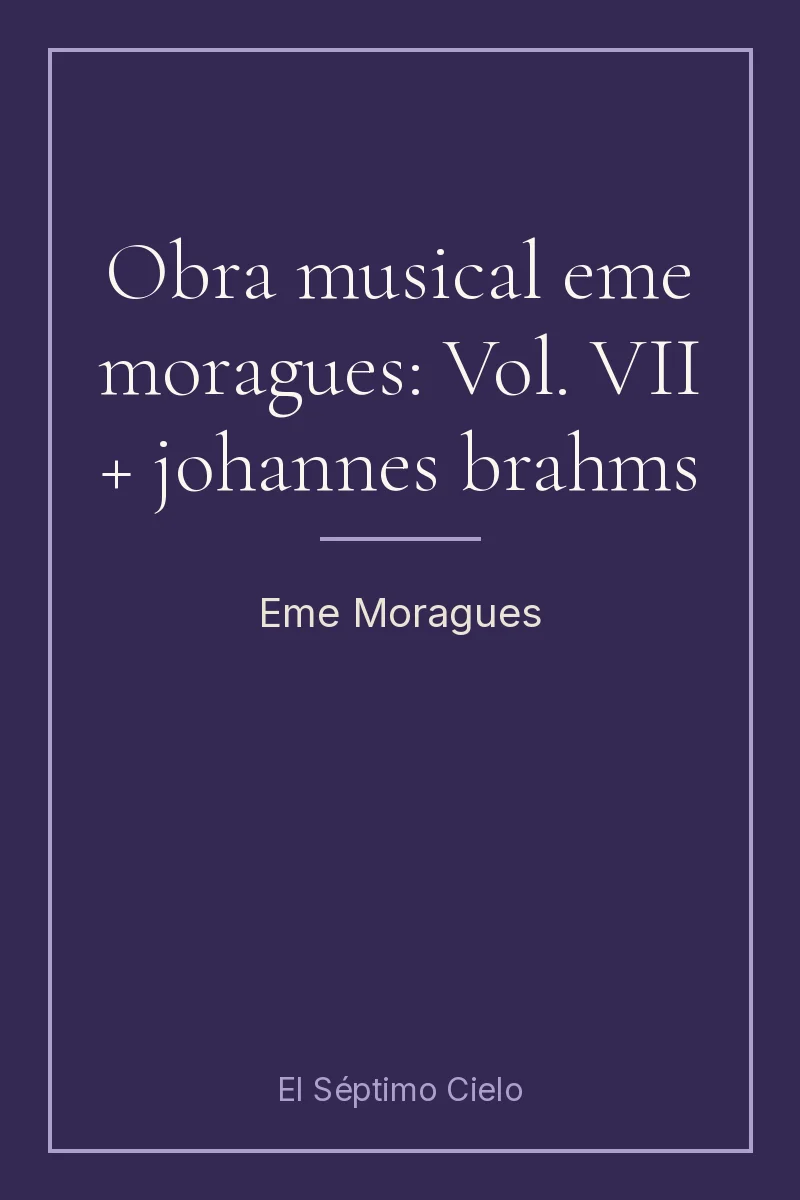 Obra musical eme
moragues: Vol. VII
+ johannes brahms
Eme Moragues
El Séptimo Cielo